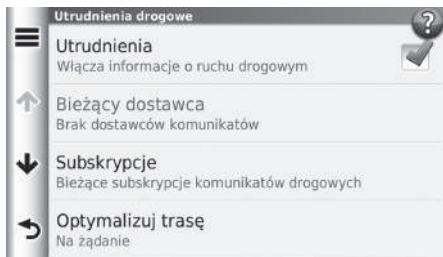 Utrudnienia drogowe
?
Utrudnienia
Włącza informacje o ruchu drogowym
Bieżący dostawca
Brak dostawców komunikatów
Subskrypcje
Bieżące subskrypcje komunikatów drogowych
Optymalizuj trasę
Na żądanie